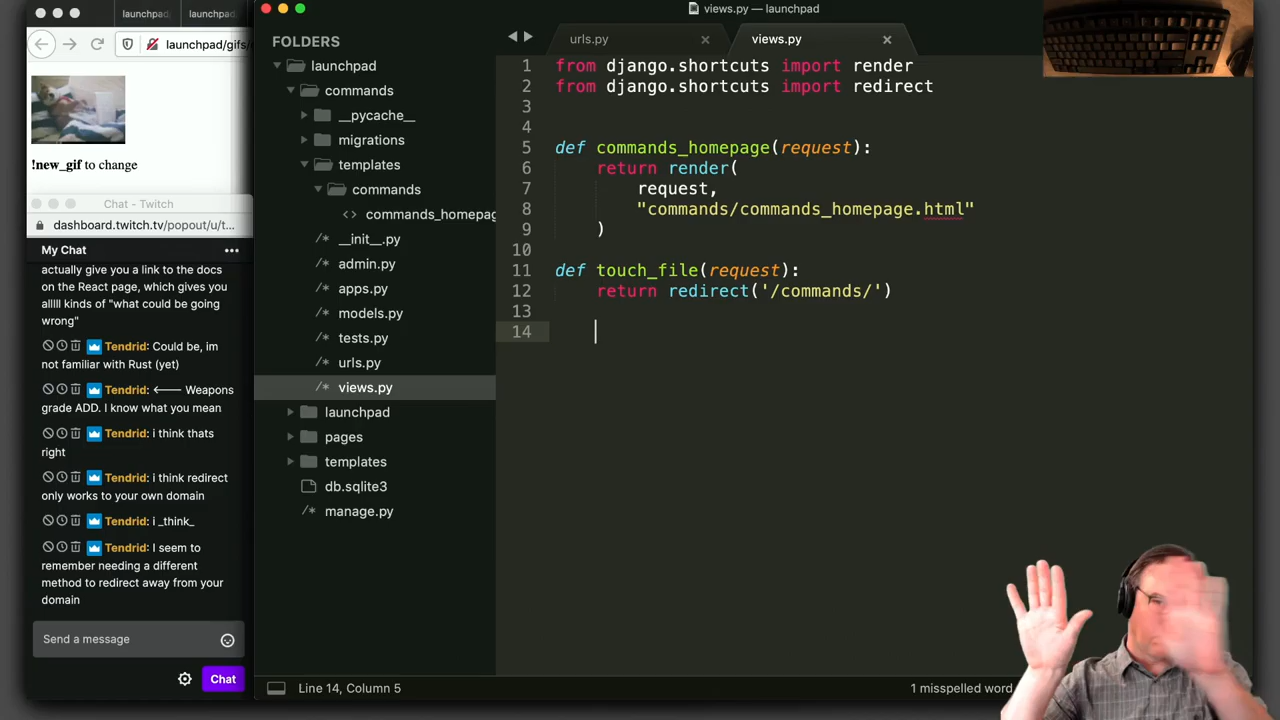 launchpad
launchpad
launchpad/gifs/
!new_gif to change
Chat - Twitch
dashboard.twitch.tv/popout/u/t...
My Chat
actually give you a link to the docs
on the React page, which gives you
alllll kinds of "what could be going
wrong"
Tendrid: Could be, im
not familiar with Rust (yet)
Tendrid: <--- Weapons
grade ADD. I know what you mean
Tendrid: i think thats
right
Tendrid: i think redirect
only works to your own domain
Tendrid: i _think_
Tendrid: I seem to
remember needing a different
method to redirect away from your
domain
Send a message
Chat
views.py — launchpad
FOLDERS
launchpad
commands
__pycache__
migrations
templates
commands
<> commands_homepag
/* __init__.py
/* admin.py
/* apps.py
/* models.py
/* tests.py
/* urls.py
/* views.py
launchpad
pages
templates
db.sqlite3
/* manage.py
urls.py
views.py
1 from django.shortcuts import render
2 from django.shortcuts import redirect
3
4
5 def commands_homepage(request):
6 return render(
7 request,
8 "commands/commands_homepage.html"
9 )
10
11 def touch_file(request):
12 return redirect('/commands/')
13
14
Line 14, Column 5
1 misspelled word